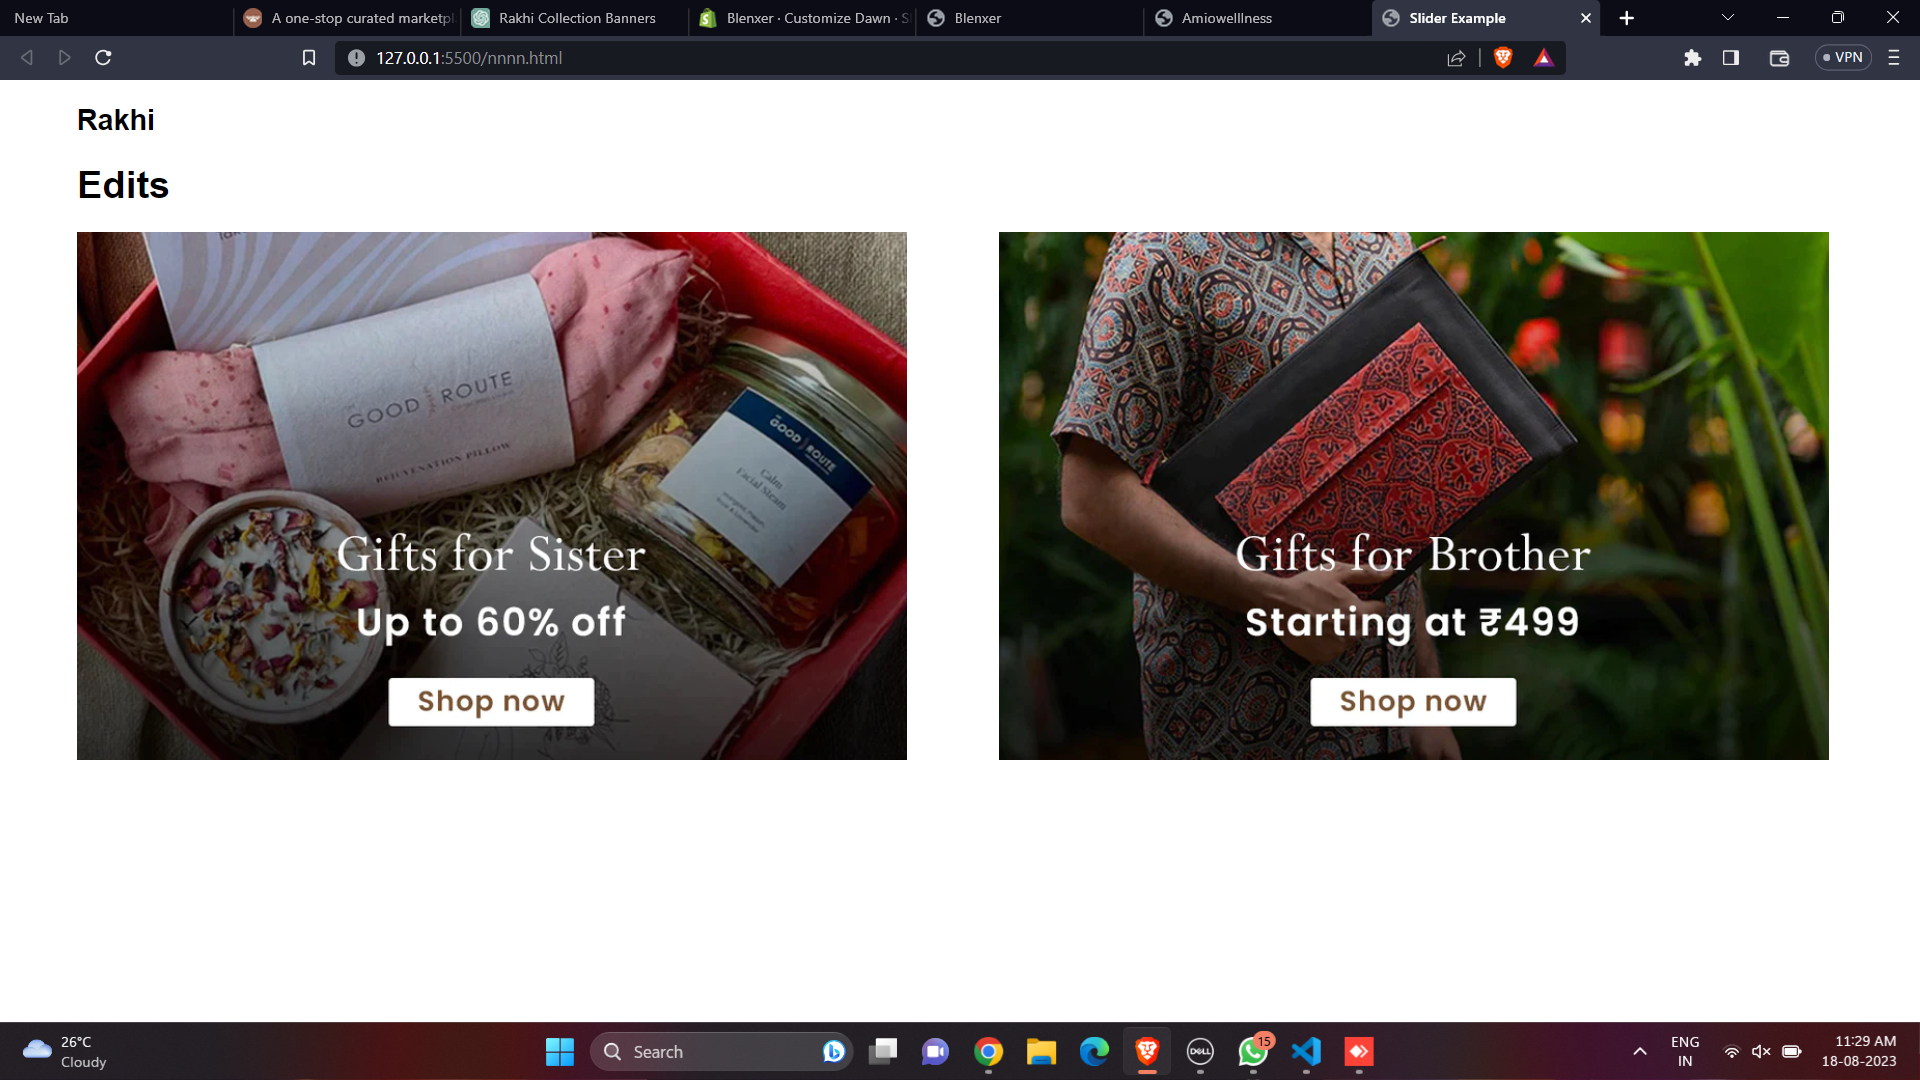 New Tab
A one-stop curated marketpl
Rakhi Collection Banners
Blenxer · Customize Dawn · S
Blenxer
Amiowelllness
Slider Example
127.0.0.1:5500/nnnn.html
VPN
Rakhi
Edits
GOOD ROUTE
REJUVENATION PILLOW
GOOD ROUTE
Calm
Facial Steam
Gifts for Sister
Up to 60% off
Shop now
Gifts for Brother
Starting at ₹499
Shop now
26°C
Cloudy
Search
DELL
15
ENG
IN
11:29 AM
18-08-2023